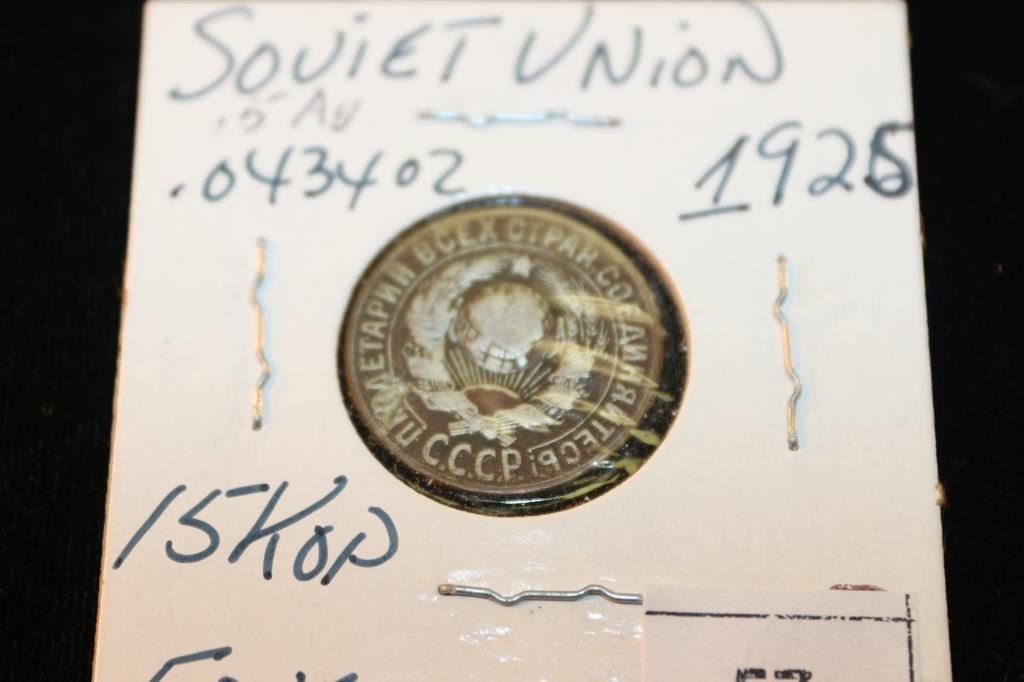 SOVIET UNION
.5 Ag
.0434oz
1925
ПРОЛЕТАРИИ ВСЕХ СТРАН, СОЕДИНЯЙТЕСЬ!
С.С.С.Р.
15 Kop